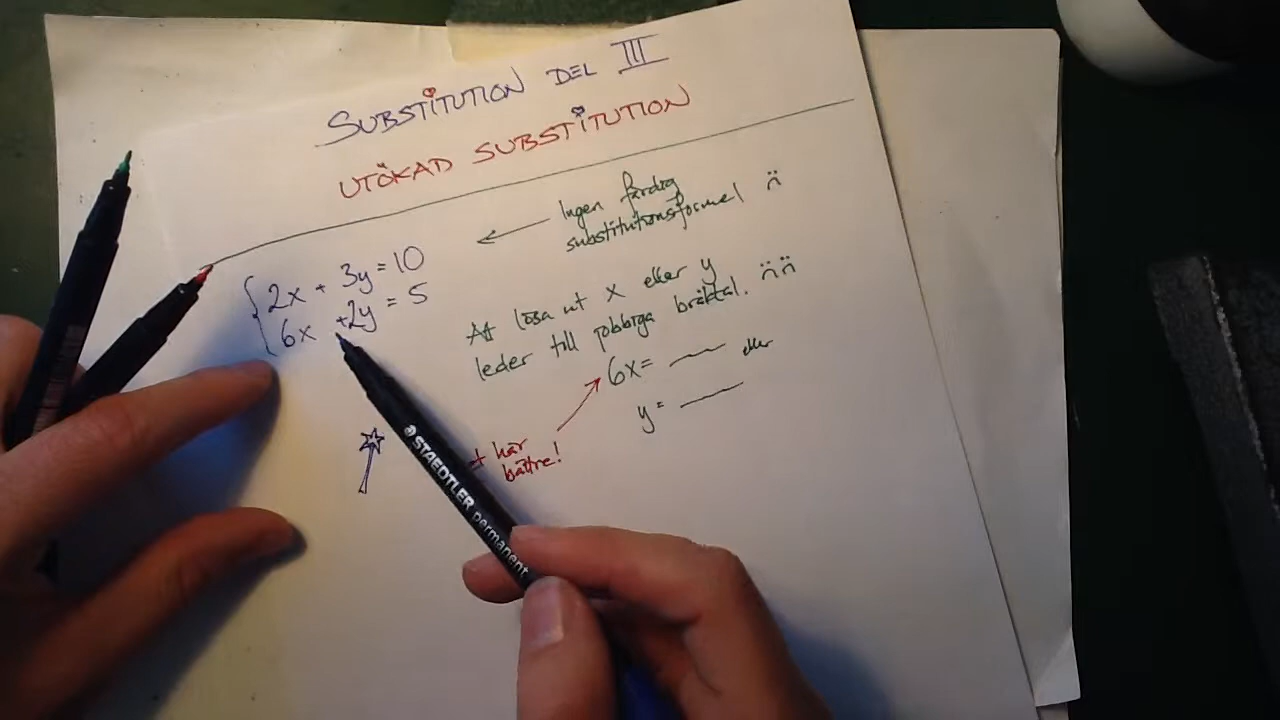 SUBSTITUTION DEL III
UTÖKAD SUBSTITUTION
Ingen färdig
substitutionsformel
2x + 3y = 10
6x + 2y = 5
Att lösa ut x eller y
leder till jobbiga bråktal.
6x = eller
y =
här
bättre!
STAEDTLER permanent